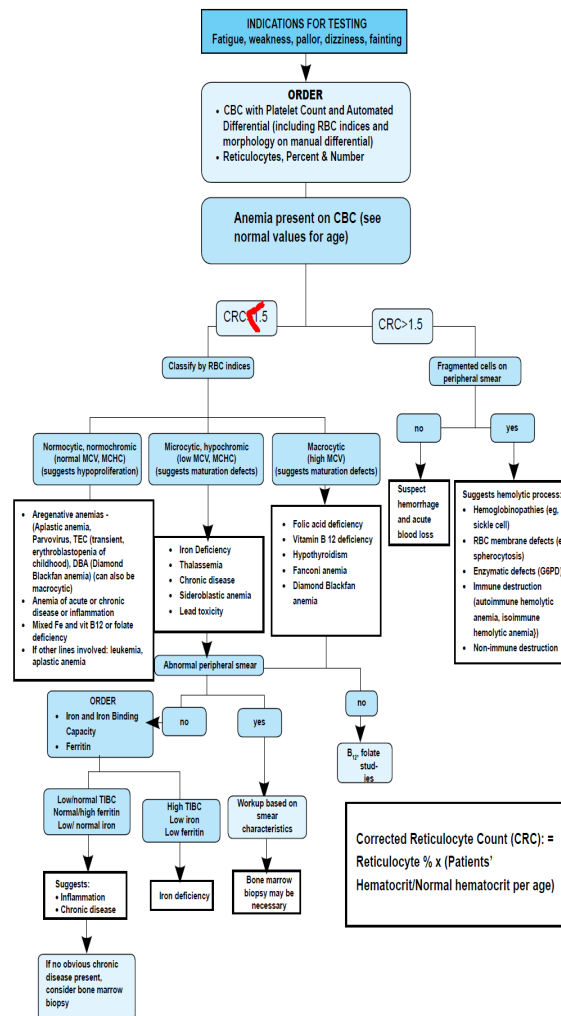 INDICATIONS FOR TESTING
Fatigue, weakness, pallor, dizziness, fainting
ORDER
• CBC with Platelet Count and Automated
Differential (including RBC indices and
morphology on manual differential)
• Reticulocytes, Percent & Number
Anemia present on CBC (see
normal values for age)
CRC<1.5
CRC>1.5
Classify by RBC indices
Fragmented cells on
peripheral smear
Normocytic, normochromic
(normal MCV, MCHC)
(suggests hypoproliferation)
Microcytic, hypochromic
(low MCV, MCHC)
(suggests maturation defects)
Macrocytic
(high MCV)
(suggests maturation defects)
no
yes
• Aregenative anemias -
(Aplastic anemia,
Parvovirus, TEC (transient,
erythroblastopenia of
childhood), DBA (Diamond
Blackfan anemia) (can also be
macrocytic)
• Anemia of acute or chronic
disease or inflammation
• Mixed Fe and vit B12 or folate
deficiency
• If other lines involved: leukemia,
aplastic anemia
• Iron Deficiency
• Thalassemia
• Chronic disease
• Sideroblastic anemia
• Lead toxicity
• Folic acid deficiency
• Vitamin B 12 deficiency
• Hypothyroidism
• Fanconi anemia
• Diamond Blackfan
anemia
Suspect
hemorrhage
and acute
blood loss
Suggests hemolytic process:
• Hemoglobinopathies (eg,
sickle cell)
• RBC membrane defects (e
spherocytosis)
• Enzymatic defects (G6PD)
• Immune destruction
(autoimmune hemolytic
anemia, isoimmune
hemolytic anemia})
• Non-immune destruction
Abnormal peripheral smear
ORDER
• Iron and Iron Binding
Capacity
• Ferritin
no
yes
no
B12, folate
stud-
ies
Low/normal TIBC
Normal/high ferritin
Low/ normal iron
High TIBC
Low iron
Low ferritin
Workup based on
smear
characteristics
Suggests:
• Inflammation
• Chronic disease
Iron deficiency
Bone marrow
biopsy may be
necessary
If no obvious chronic
disease present,
consider bone marrow
biopsy
Corrected Reticulocyte Count (CRC): =
Reticulocyte % x (Patients'
Hematocrit/Normal hematocrit per age)